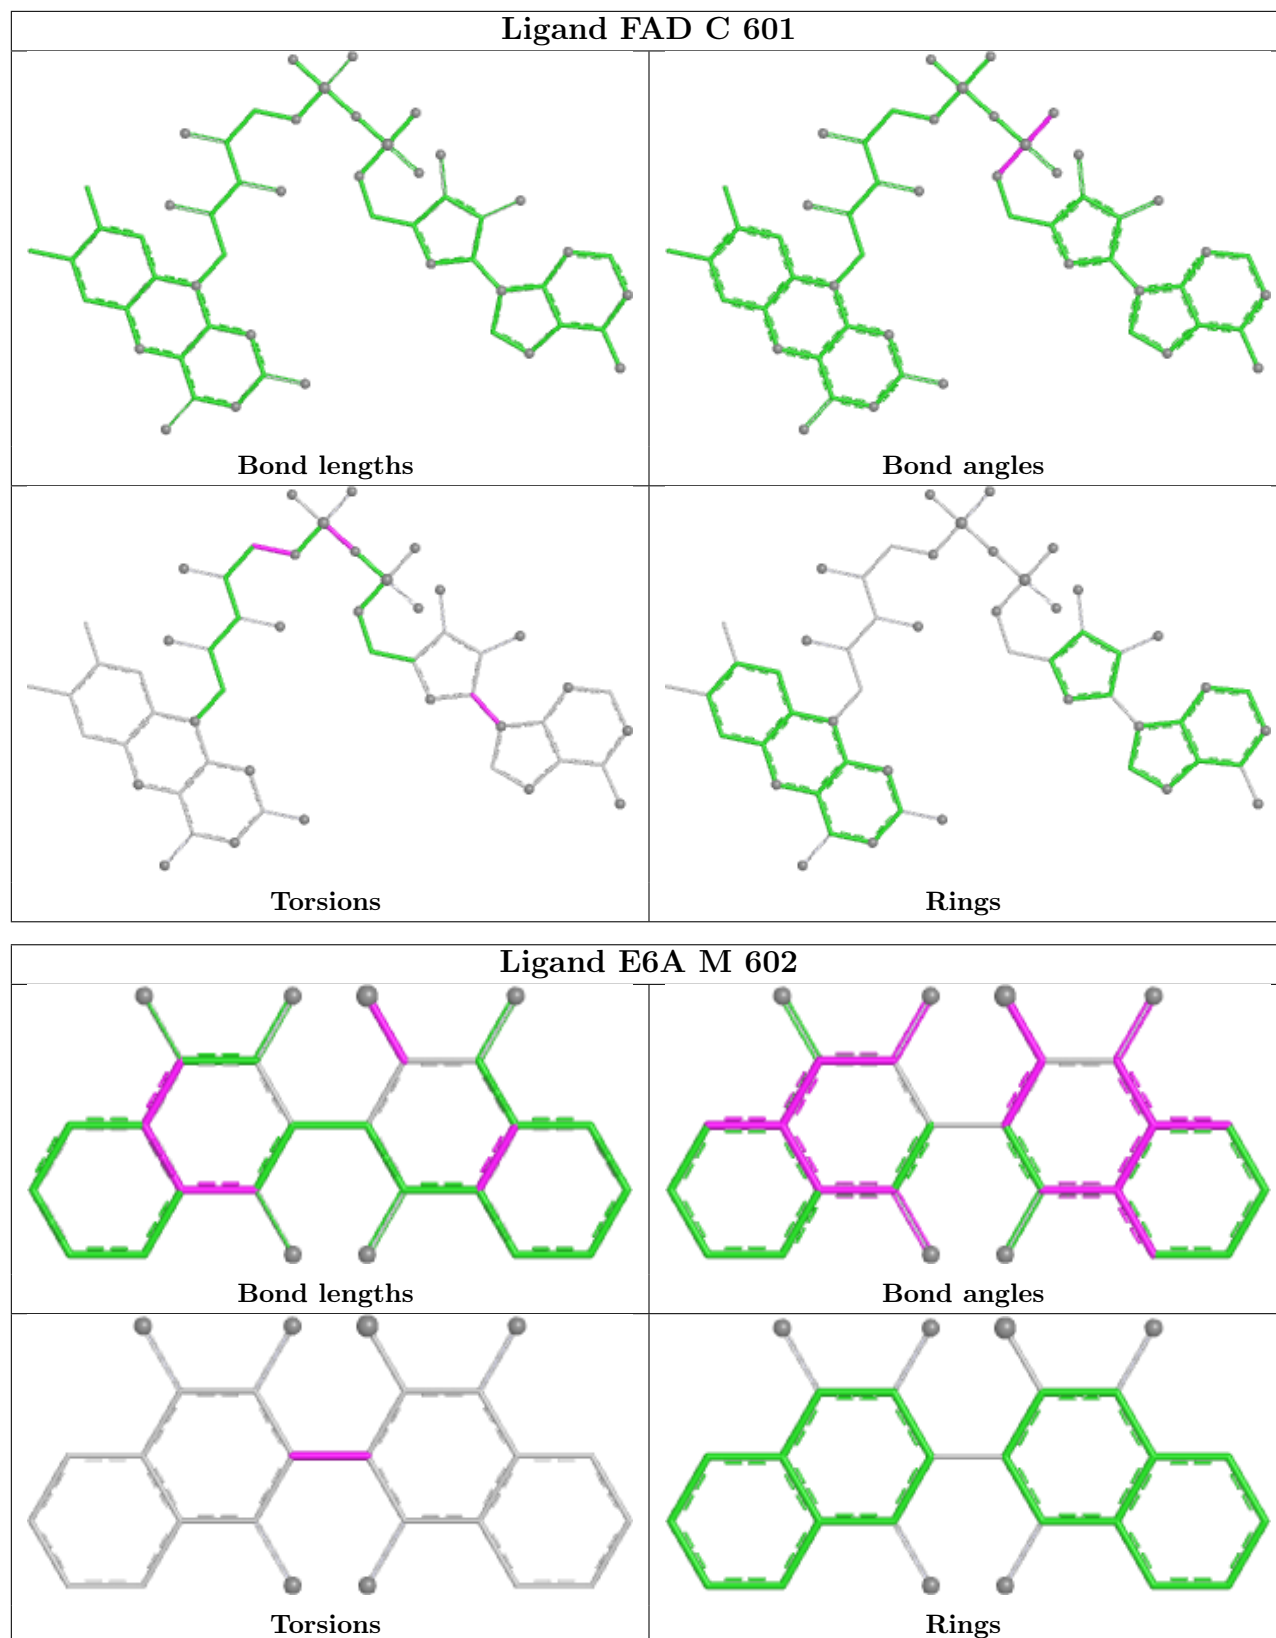 Ligand FAD C 601
Bond lengths
Bond angles
Torsions
Rings
Ligand E6A M 602
Bond lengths
Bond angles
Torsions
Rings